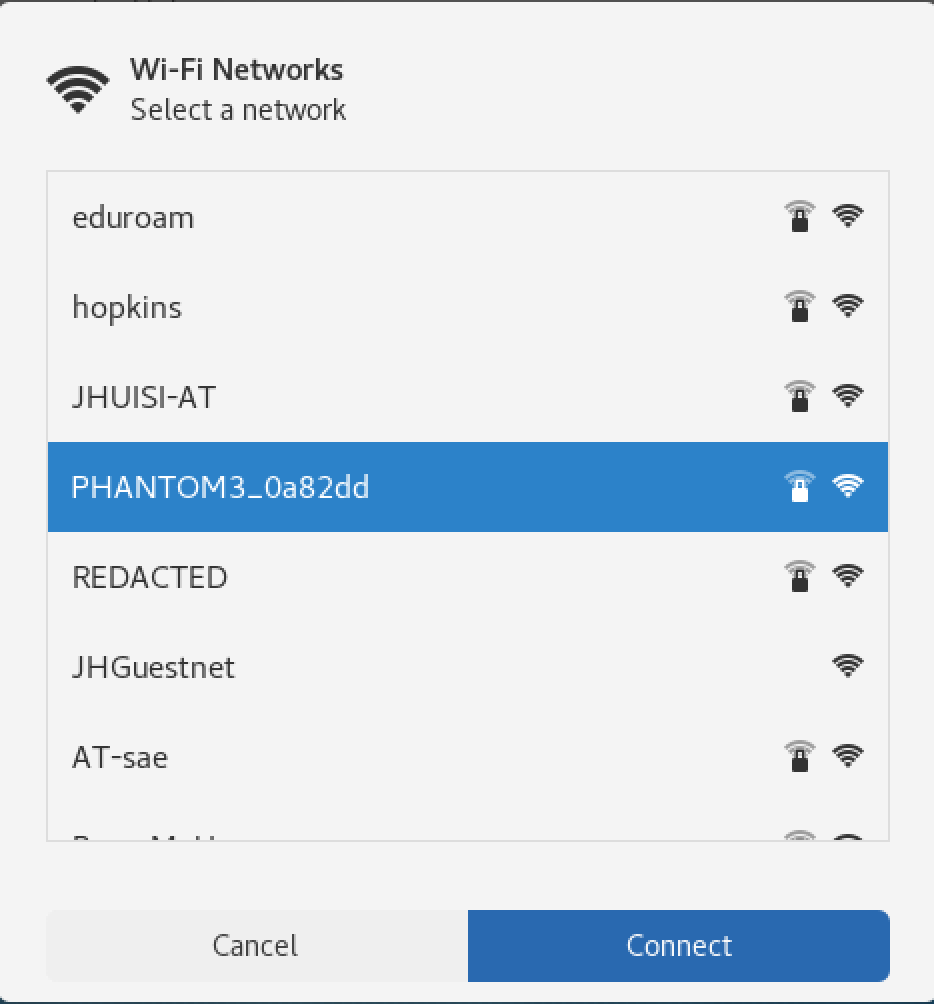 Wi-Fi Networks
Select a network
eduroam
hopkins
JHUISI-AT
PHANTOM3_0a82dd
REDACTED
JHGuestnet
AT-sae
Cancel
Connect